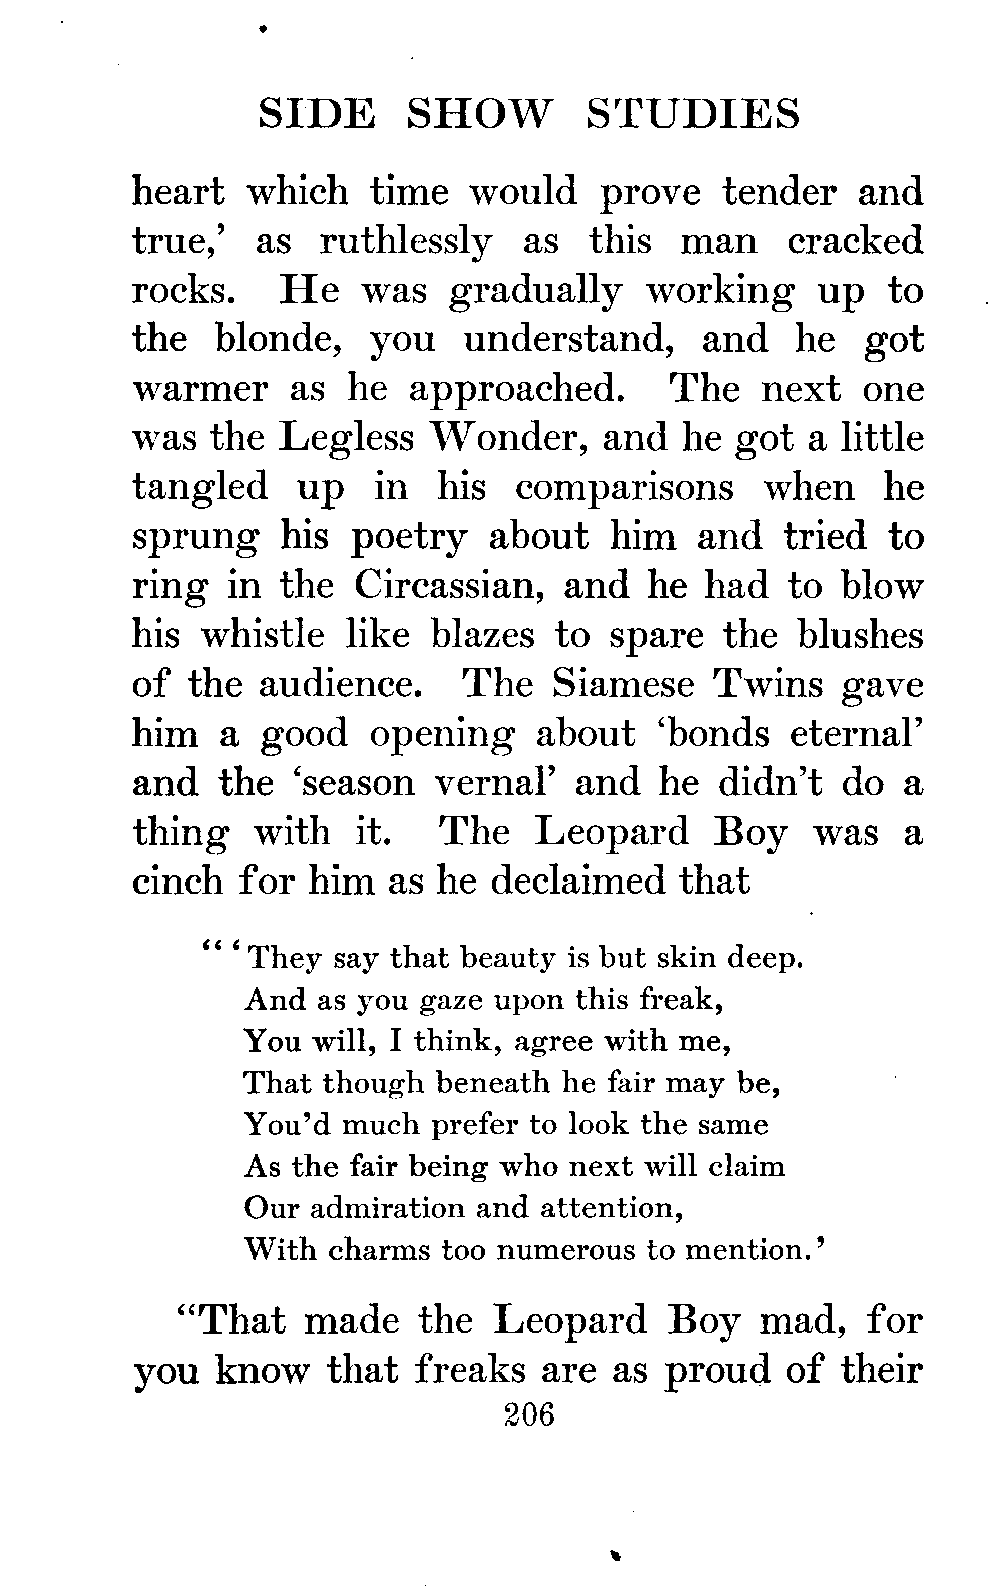 SIDE SHOW STUDIES
heart which time would prove tender and
true,’ as ruthlessly as this man cracked
rocks. He was gradually working up to
the blonde, you understand, and he got
warmer as he approached. The next one
was the Legless Wonder, and he got a little
tangled up in his comparisons when he
sprung his poetry about him and tried to
ring in the Circassian, and he had to blow
his whistle like blazes to spare the blushes
of the audience. The Siamese Twins gave
him a good opening about ‘bonds eternal’
and the ‘season vernal’ and he didn’t do a
thing with it. The Leopard Boy was a
cinch for him as he declaimed that
“ ‘They say that beauty is but skin deep.
And as you gaze upon this freak,
You will, I think, agree with me,
That though beneath he fair may be,
You’d much prefer to look the same
As the fair being who next will claim
Our admiration and attention,
With charms too numerous to mention.’
“That made the Leopard Boy mad, for
you know that freaks are as proud of their
206